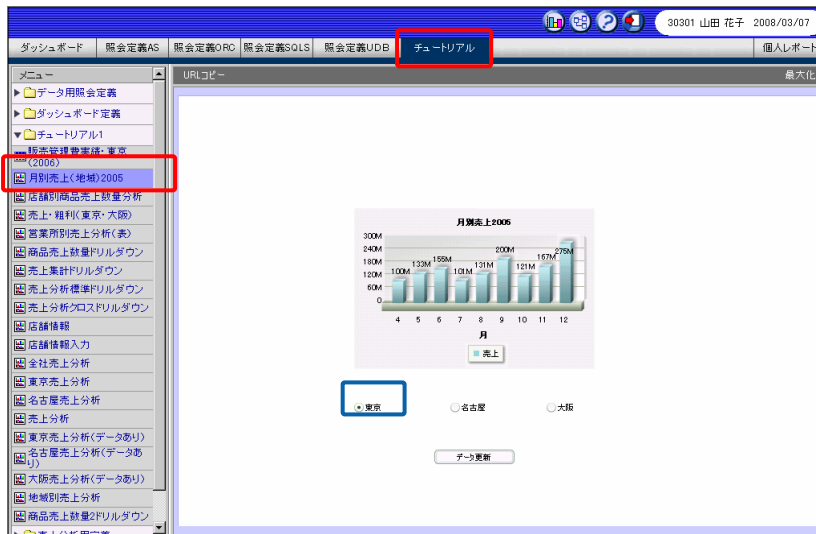 30301 山田 花子 2008/03/07
ダッシュボード 照会定義AS 照会定義ORC 照会定義SQLS 照会定義UDB チュートリアル 個人レポート
メニュー
URLコピー 最大化
データ用照会定義
ダッシュボード定義
チュートリアル1
販売管理費実績・東京
(2006)
月別売上(地域)2005
店舗別商品売上数量分析
売上・粗利(東京・大阪)
営業所別売上分析(表)
商品売上数量ドリルダウン
売上集計ドリルダウン
売上分析標準ドリルダウン
売上分析クロスドリルダウン
店舗情報
店舗情報入力
全社売上分析
東京売上分析
名古屋売上分析
売上分析
東京売上分析(データあり)
名古屋売上分析(データあ
り)
大阪売上分析(データあり)
地域別売上分析
商品売上数量2ドリルダウン
月別売上2005
300M
240M
180M
120M
60M
0
100M 133M 155M 101M 131M 200M 121M 167M 275M
4 5 6 7 8 9 10 11 12
月
売上
東京 名古屋 大阪
データ更新